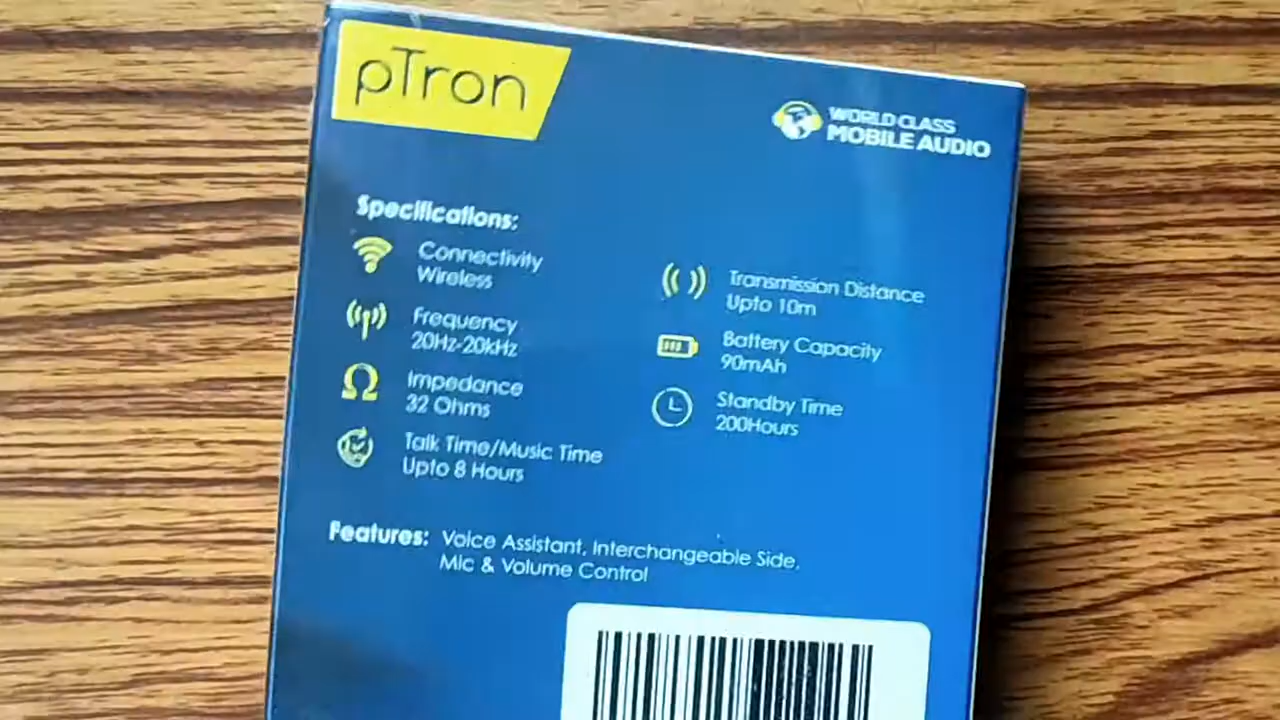 pTron
WORLD CLASS
MOBILE AUDIO
Specifications:
Connectivity
Wireless
Frequency
20Hz-20kHz
Impedance
32 Ohms
Talk Time/Music Time
Upto 8 Hours
Transmission Distance
Upto 10m
Battery Capacity
90mAh
Standby Time
200Hours
Features: Voice Assistant, Interchangeable Side,
Mic & Volume Control